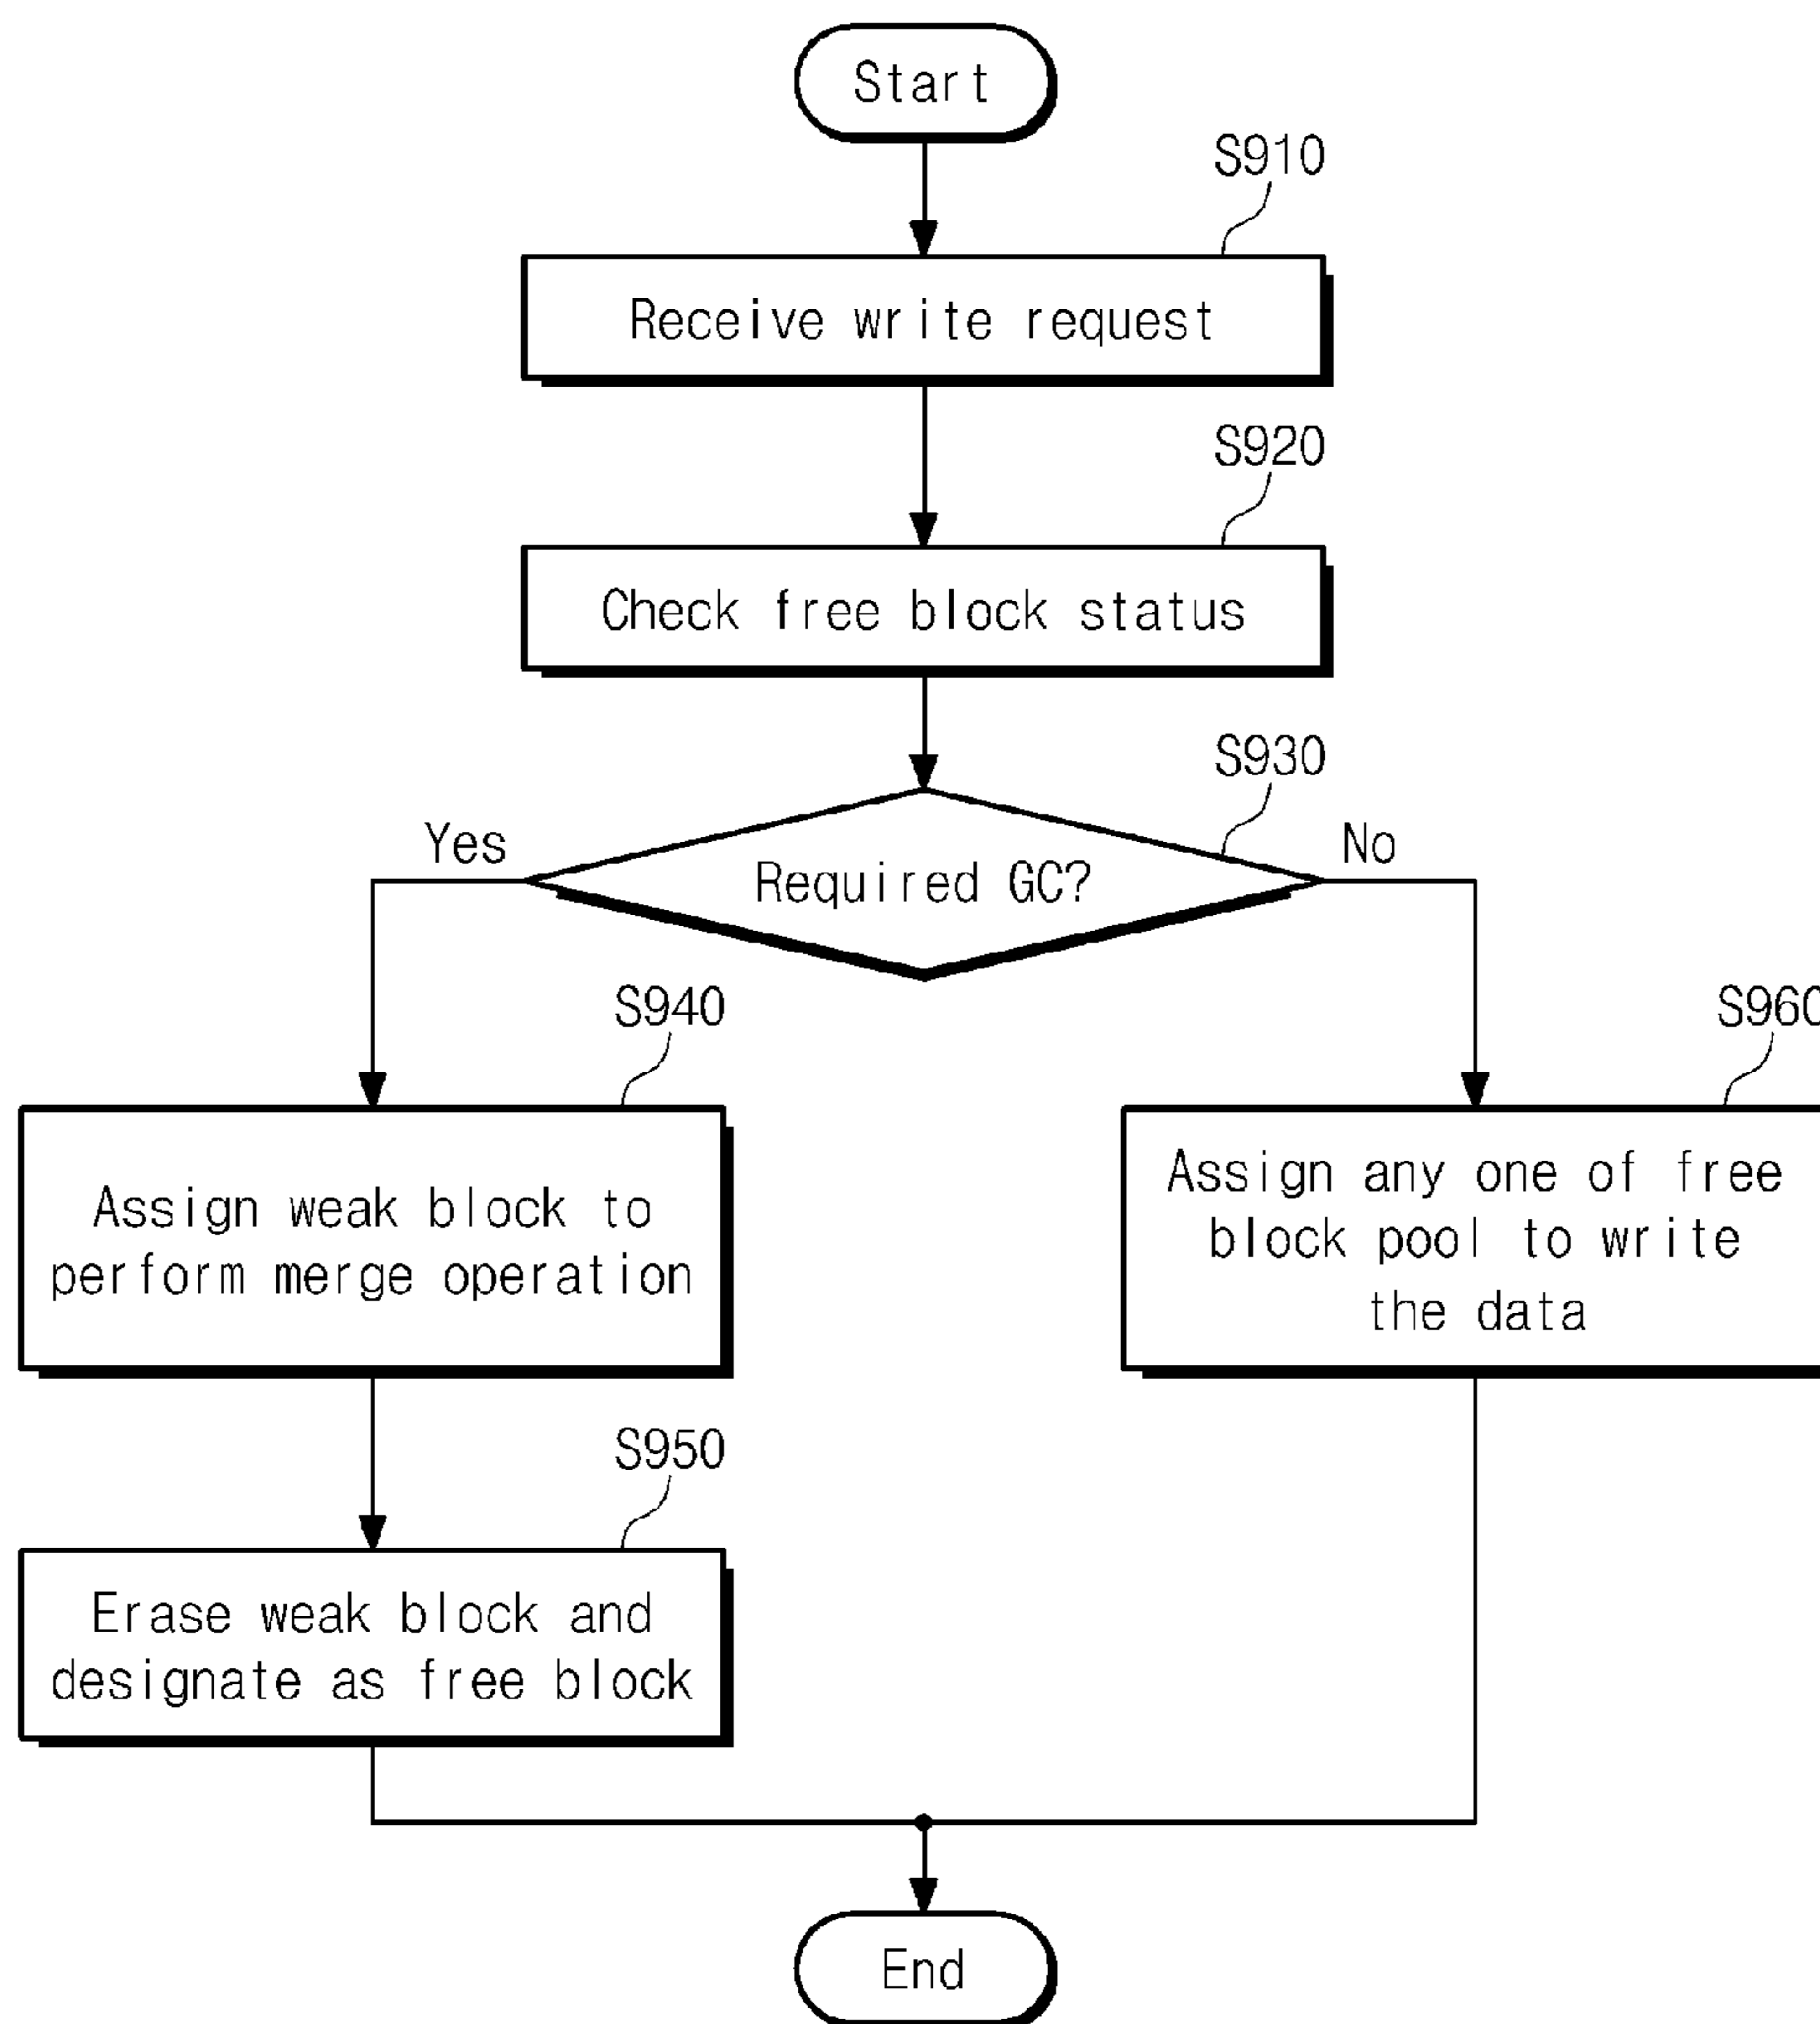 Start
S910
Receive write request
S920
Check free block status
S930
Yes
Required GC?
No
S940
S960
Assign weak block to
perform merge operation
Assign any one of free
block pool to write
the data
S950
Erase weak block and
designate as free block
End